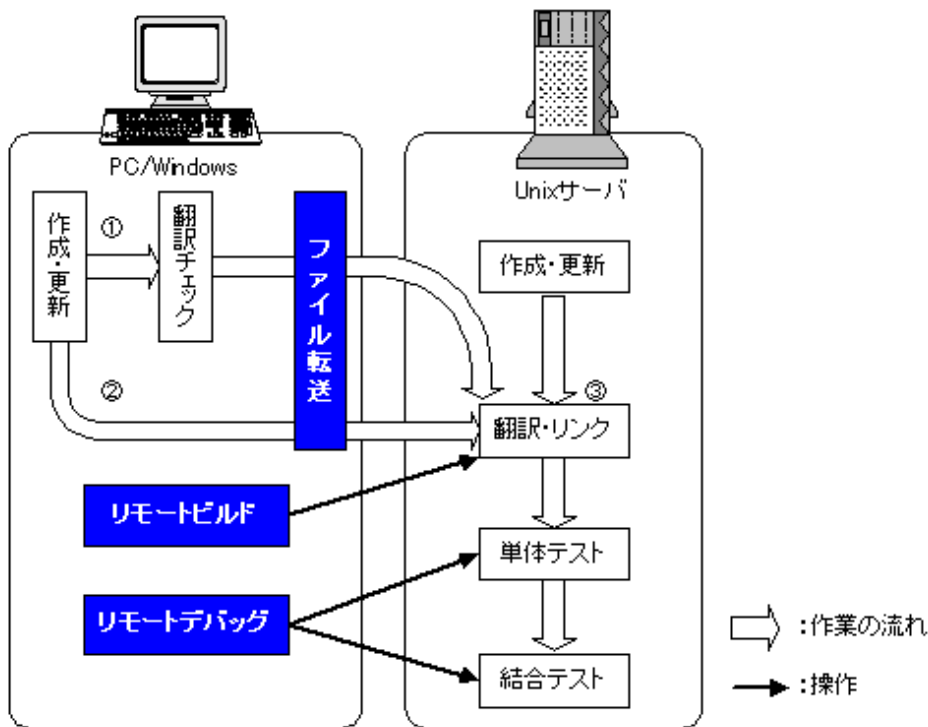 PC/Windows
Unixサーバ
作成・更新
①
翻訳チェック
ファイル転送
②
作成・更新
③
翻訳・リンク
リモートビルド
単体テスト
リモートデバッグ
結合テスト
:作業の流れ
:操作